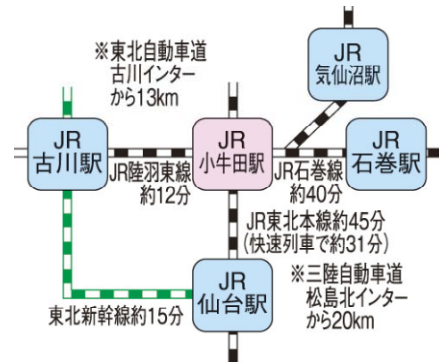 ※東北自動車道
古川インター
から13km
JR
気仙沼駅
JR
古川駅
JR
小牛田駅
JR
石巻駅
JR陸羽東線
約12分
JR石巻線
約40分
JR東北本線約45分
(快速列車で約31分)
JR
仙台駅
※三陸自動車道
松島北インター
から20km
東北新幹線約15分